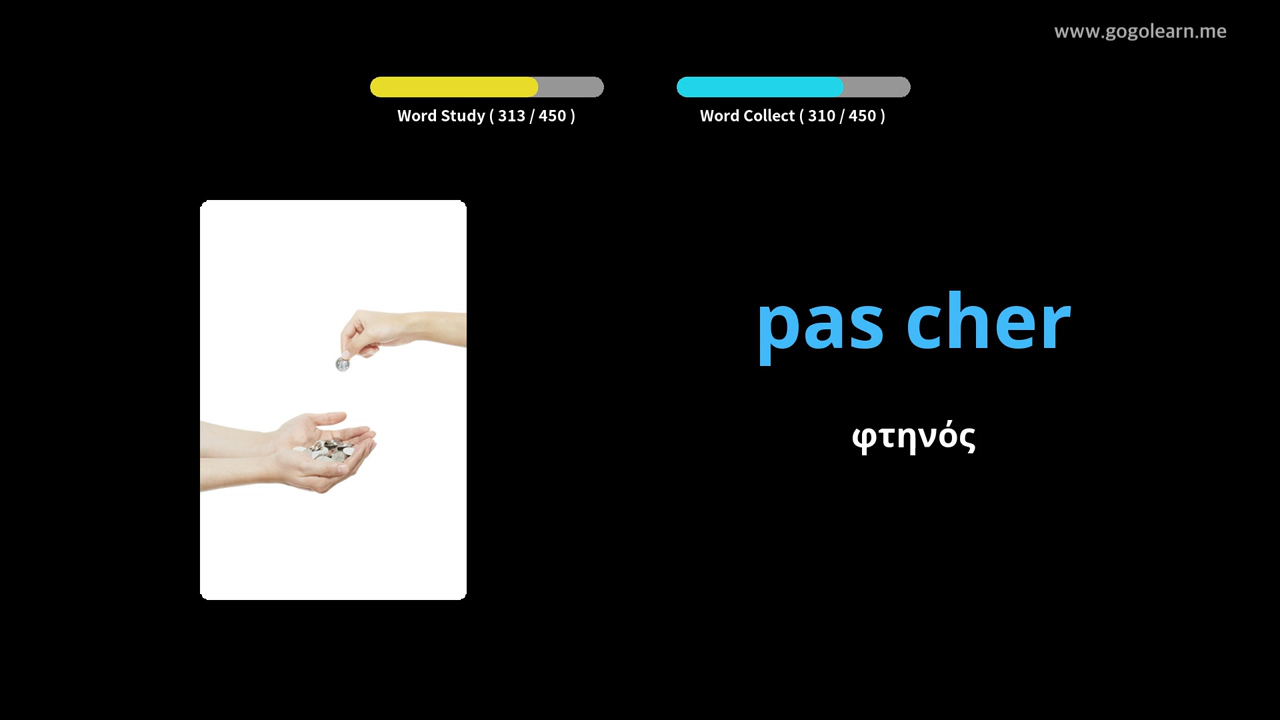 www.gogolearn.me
Word Study ( 313 / 450 )
Word Collect ( 310 / 450 )
pas cher
φτηνός